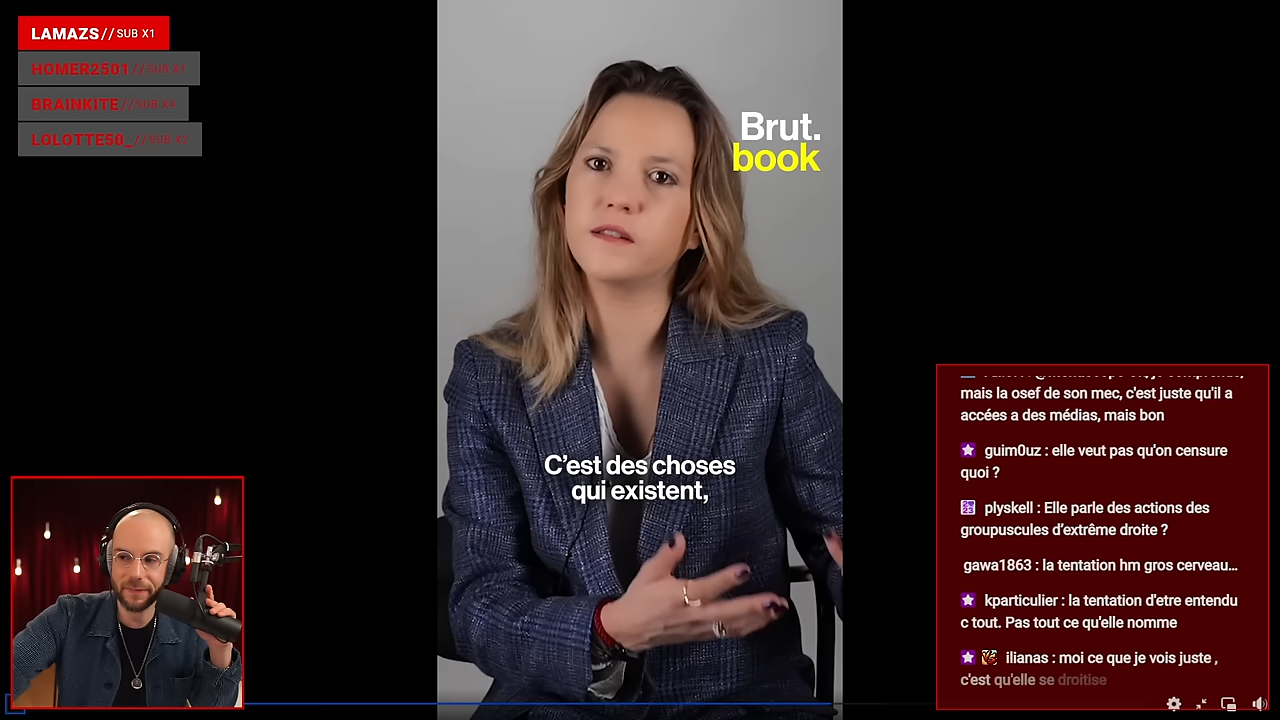 LAMAZS // SUB X1
HOMER2501 // SUB X1
BRAINKITE // SUB X4
LOLOTTE50_ // SUB X2
Brut.
book
C'est des choses
qui existent,
mais la osef de son mec, c'est juste qu'il a
accées a des médias, mais bon
guim0uz : elle veut pas qu'on censure
quoi ?
plyskell : Elle parle des actions des
groupuscules d'extrême droite ?
gawa1863 : la tentation hm gros cerveau...
kparticulier : la tentation d'etre entendu
c tout. Pas tout ce qu'elle nomme
ilianas : moi ce que je vois juste ,
c'est qu'elle se droitise